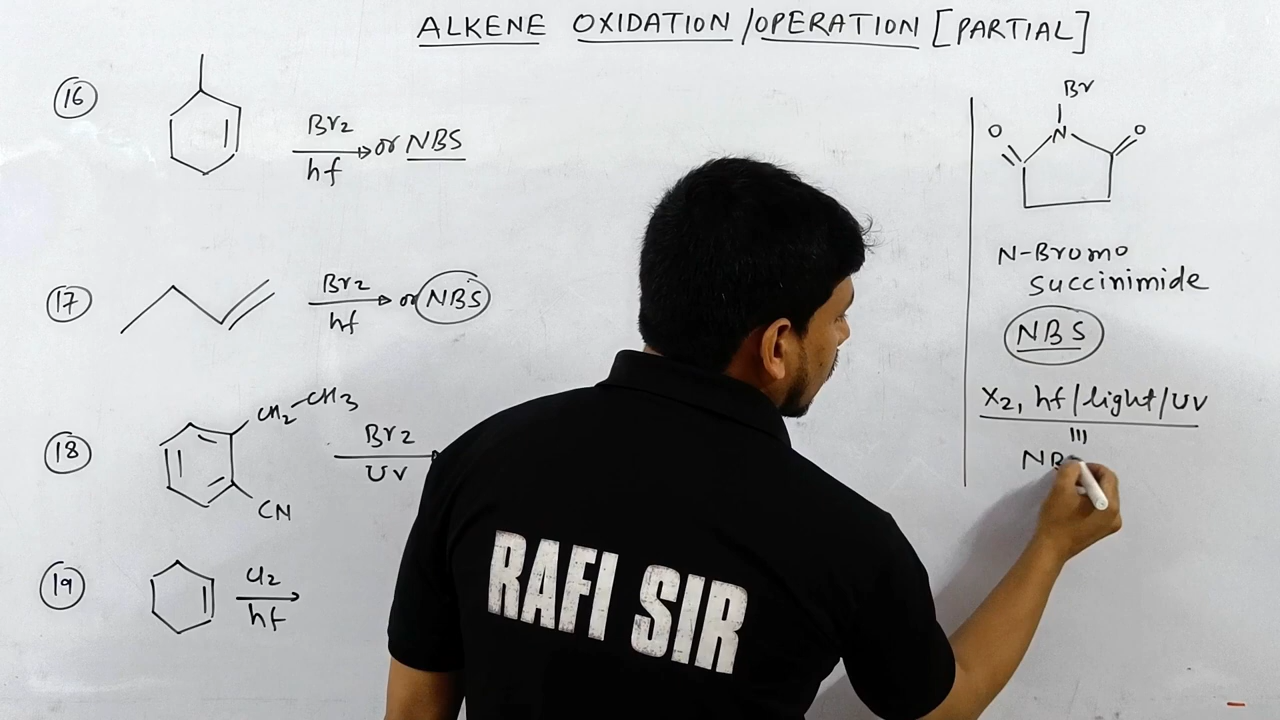 ALKENE OXIDATION/OPERATION [PARTIAL]
16
Br2
hf
or NBS
17
Br2
hf
or NBS
18
CH2-CH3
CN
Br2
UV
19
Cl2
hf
Br
N
O
O
N-Bromo
Succinimide
NBS
X2, hf/light/UV
NB
RAFI SIR